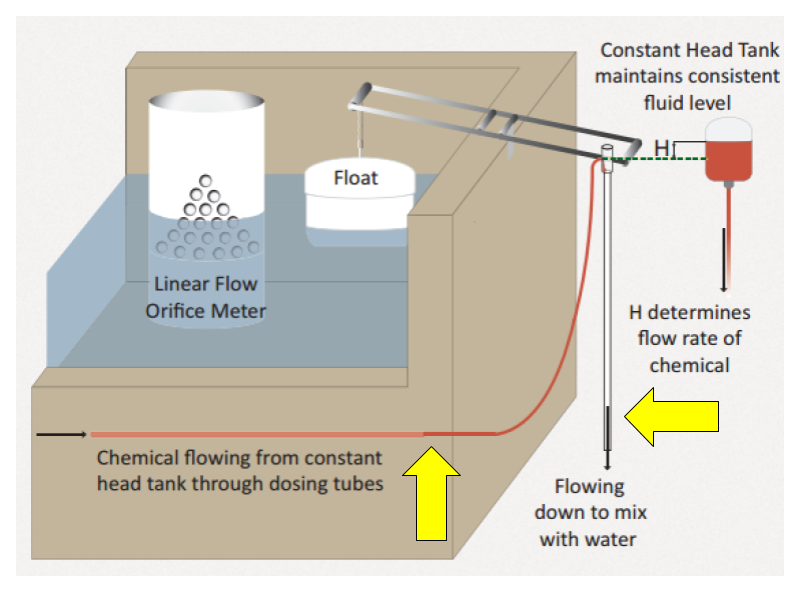 Constant Head Tank
maintains consistent
fluid level
H
Float
Linear Flow
Orifice Meter
H determines
flow rate of
chemical
Chemical flowing from constant
head tank through dosing tubes
Flowing
down to mix
with water